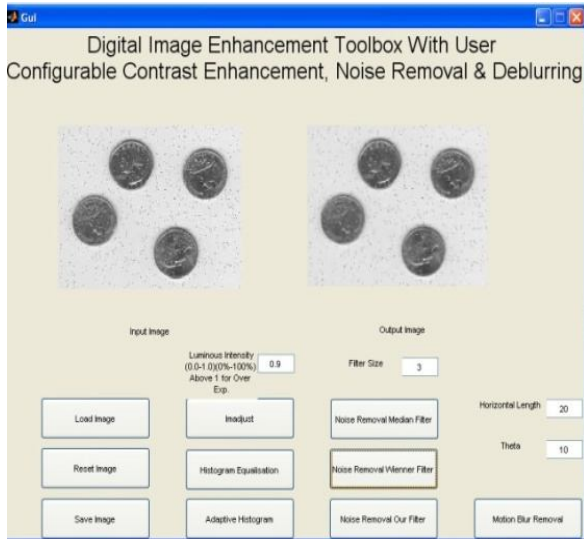 Gui
Digital Image Enhancement Toolbox With User
Configurable Contrast Enhancement, Noise Removal & Deblurring
Input Image
Output Image
Luminous Intensity
(0.0-1.0)(0%-100%)
Above 1 for Over
Exp.
0.9
Filter Size
3
Load Image
Imadjust
Noise Removal Median Filter
Horizontal Length
20
Theta
10
Reset Image
Histogram Equalisation
Noise Removal Wienner Filter
Save Image
Adaptive Histogram
Noise Removal Our Filter
Motion Blur Removal